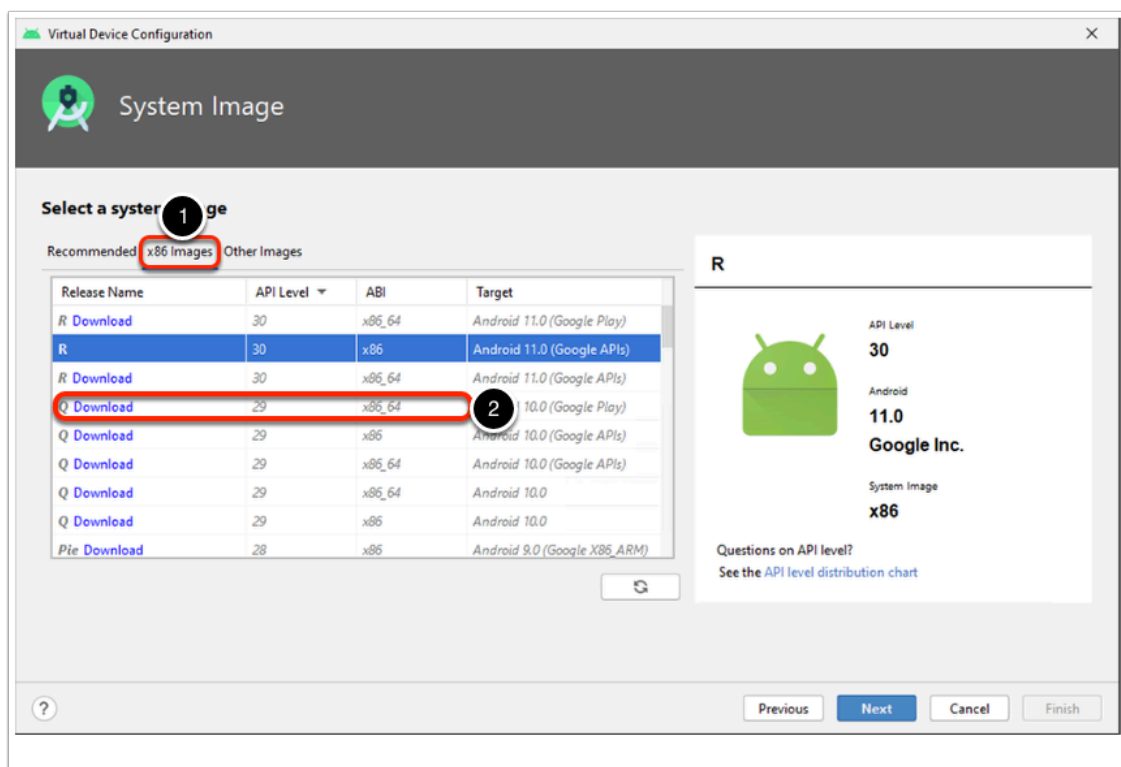 Virtual Device Configuration
System Image
Select a system ge
1
Recommended x86 Images Other Images
Release Name API Level ABI Target
R Download 30 x86_64 Android 11.0 (Google Play)
R 30 x86 Android 11.0 (Google APIs)
R Download 30 x86_64 Android 11.0 (Google APIs)
Q Download 29 x86_64 2 10.0 (Google Play)
Q Download 29 x86 Android 10.0 (Google APIs)
Q Download 29 x86_64 Android 10.0 (Google APIs)
Q Download 29 x86_64 Android 10.0
Q Download 29 x86 Android 10.0
Pie Download 28 x86 Android 9.0 (Google X86_ARM)
R
API Level
30
Android
11.0
Google Inc.
System Image
x86
Questions on API level?
See the API level distribution chart
? Previous Next Cancel Finish